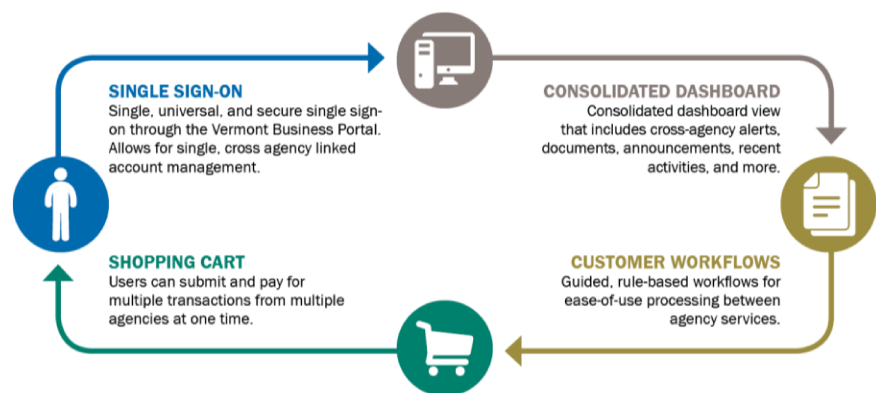 SINGLE SIGN-ON
Single, universal, and secure single sign-
on through the Vermont Business Portal.
Allows for single, cross agency linked
account management.
CONSOLIDATED DASHBOARD
Consolidated dashboard view
that includes cross-agency alerts,
documents, announcements, recent
activities, and more.
SHOPPING CART
Users can submit and pay for
multiple transactions from multiple
agencies at one time.
CUSTOMER WORKFLOWS
Guided, rule-based workflows for
ease-of-use processing between
agency services.